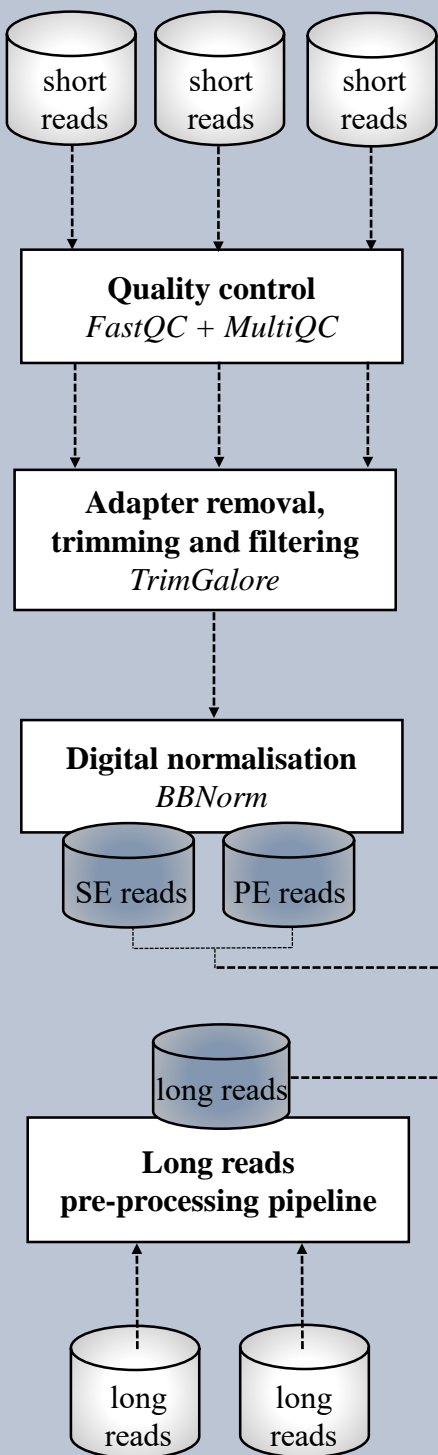 short
reads
short
reads
short
reads
Quality control
FastQC + MultiQC
Adapter removal,
trimming and filtering
TrimGalore
Digital normalisation
BBNorm
SE reads
PE reads
long reads
Long reads
pre-processing pipeline
long
reads
long
reads